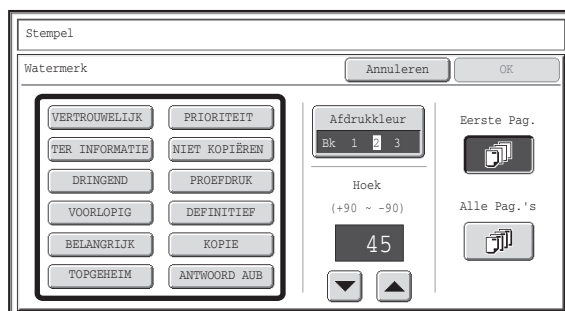 Stempel
Watermerk Annuleren OK
VERTROUWELIJK PRIORITEIT
TER INFORMATIE NIET KOPIËREN
DRINGEND PROEFDRUK
VOORLOPIG DEFINITIEF
BELANGRIJK KOPIE
TOPGEHEIM ANTWOORD AUB
Afdrukkleur
Bk 1 2 3
Hoek
(+90 ~ -90)
45
Eerste Pag.
Alle Pag.'s